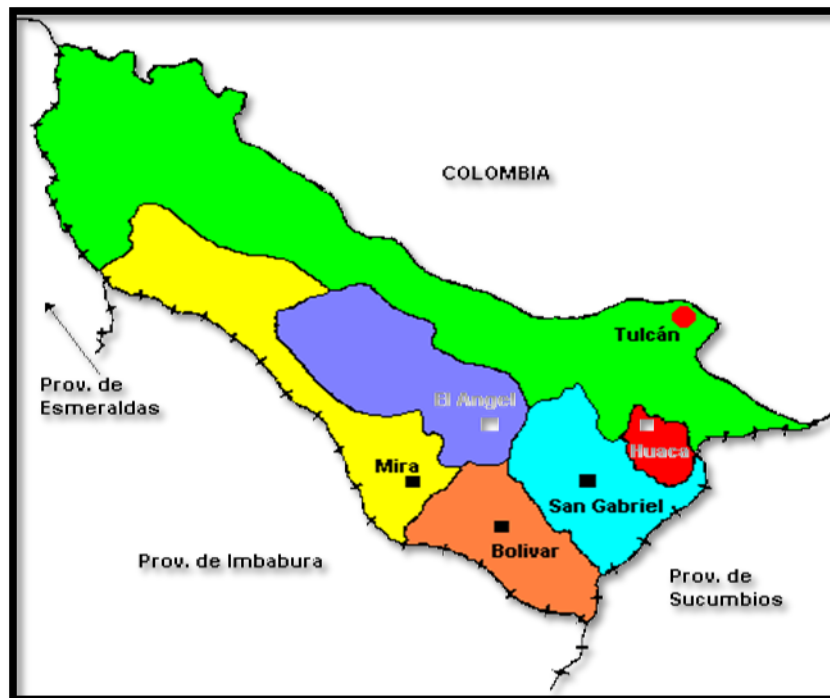 COLOMBIA
Tulcán
Prov. de
Esmeraldas
El Angel
Huaca
Mira
San Gabriel
Bolivar
Prov. de Imbabura
Prov. de
Sucumbios